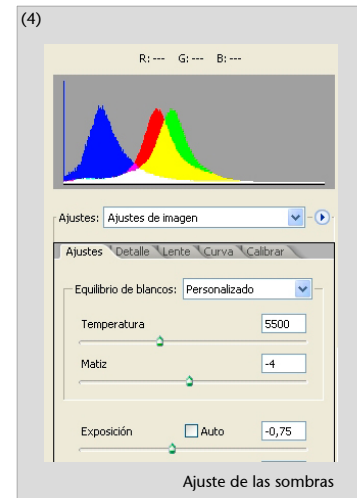 (4)
R: --- G: --- B: ---
Ajustes: Ajustes de imagen
Ajustes Detalle Lente Curva Calibrar
Equilibrio de blancos: Personalizado
Temperatura 5500
Matiz -4
Exposición Auto -0,75
Ajuste de las sombras